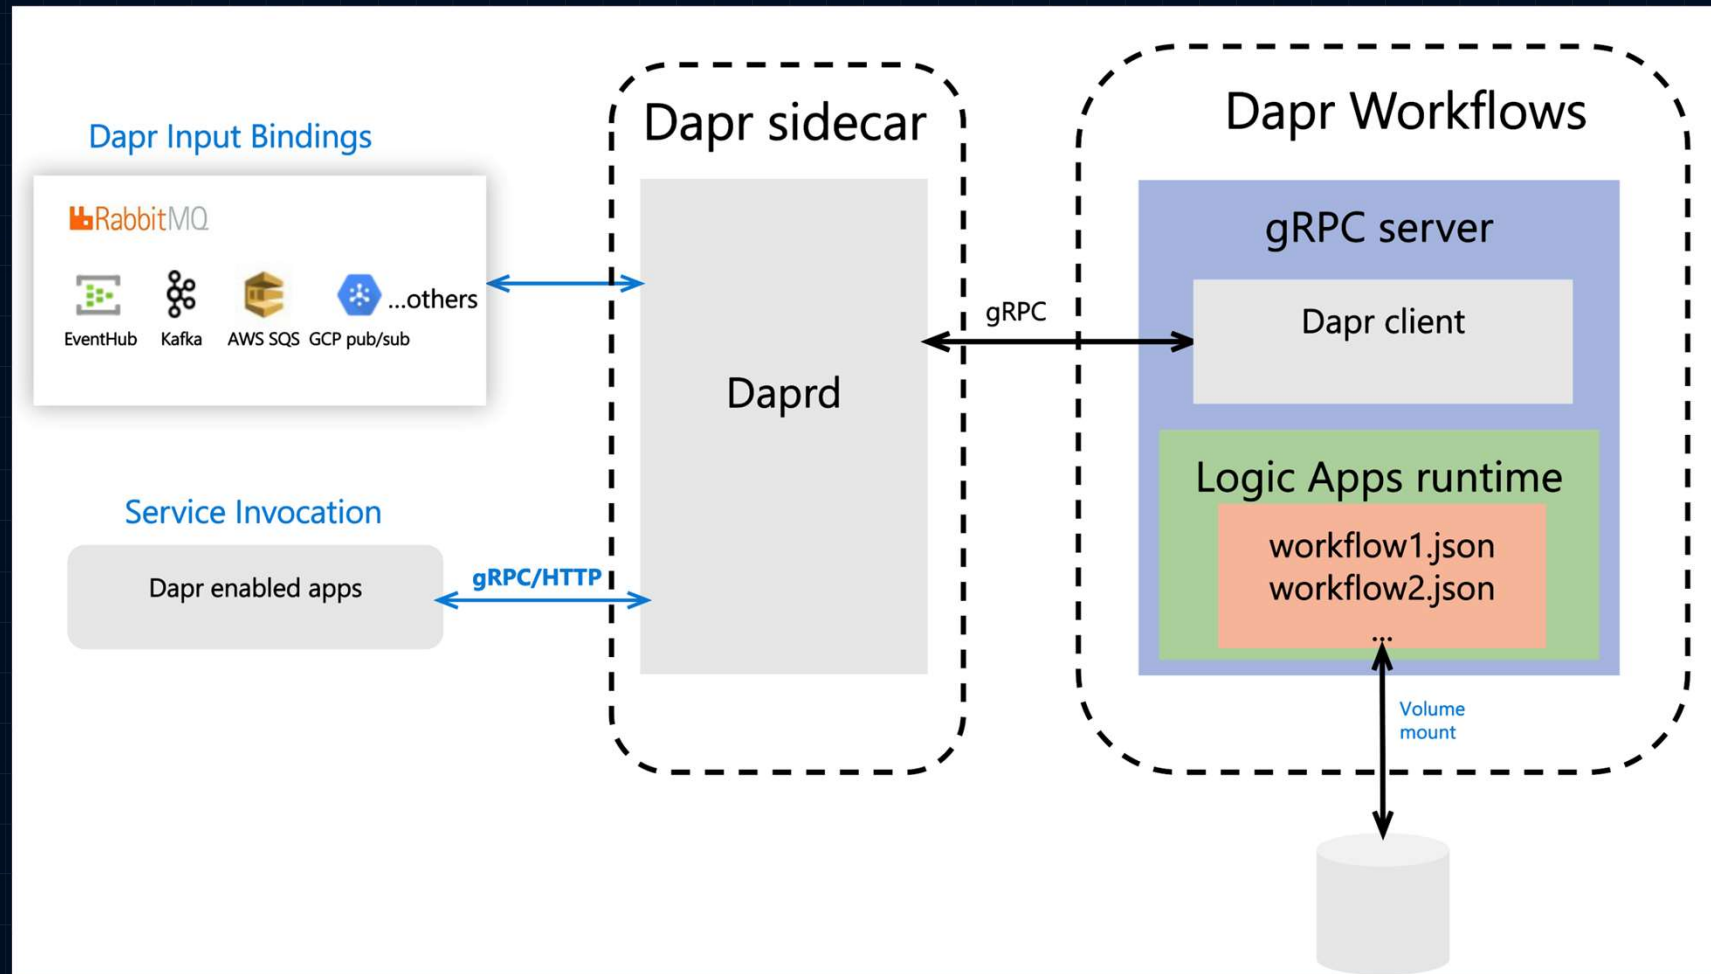 Dapr Input Bindings
RabbitMQ
...others
EventHub
Kafka
AWS SQS
GCP pub/sub
Service Invocation
Dapr enabled apps
gRPC/HTTP
Dapr sidecar
Daprd
gRPC
Dapr Workflows
gRPC server
Dapr client
Logic Apps runtime
workflow1.json
workflow2.json
...
Volume
mount